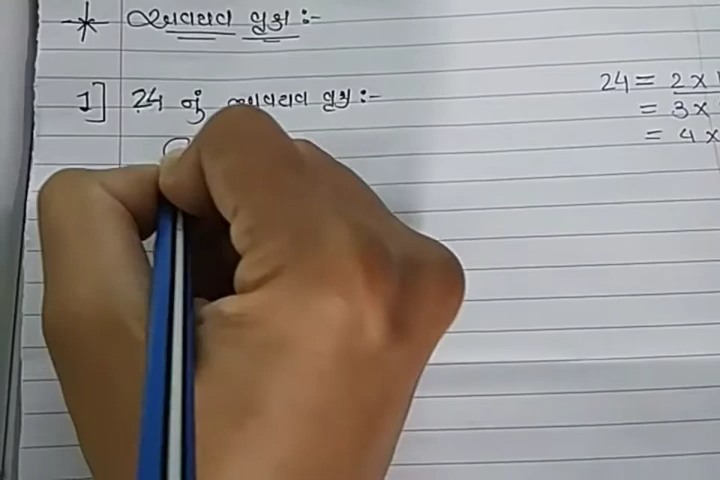 * અવયવ વૃક્ષ :-
1] 24 નું અવયવ વૃક્ષ :-
24 = 2 ×
= 3 ×
= 4 ×